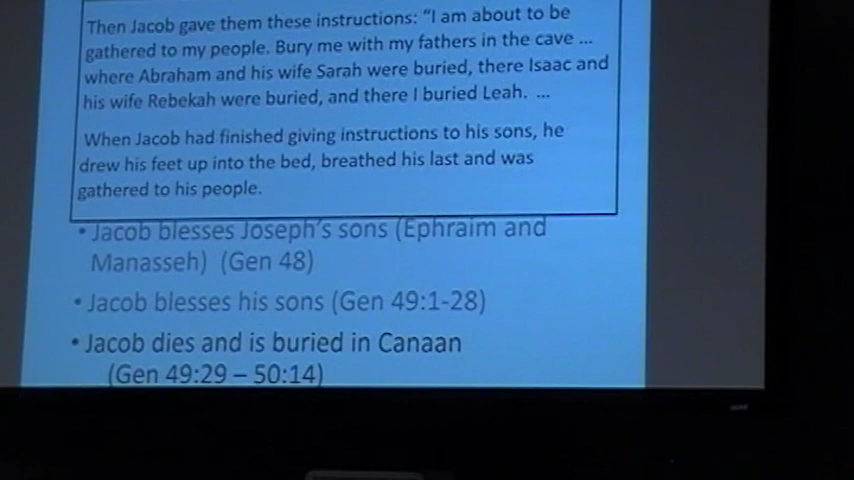 Then Jacob gave them these instructions: “I am about to be
gathered to my people. Bury me with my fathers in the cave ...
where Abraham and his wife Sarah were buried, there Isaac and
his wife Rebekah were buried, and there I buried Leah. ...
When Jacob had finished giving instructions to his sons, he
drew his feet up into the bed, breathed his last and was
gathered to his people.
• Jacob blesses Joseph’s sons (Ephraim and
Manasseh) (Gen 48)
• Jacob blesses his sons (Gen 49:1-28)
• Jacob dies and is buried in Canaan
(Gen 49:29 – 50:14)